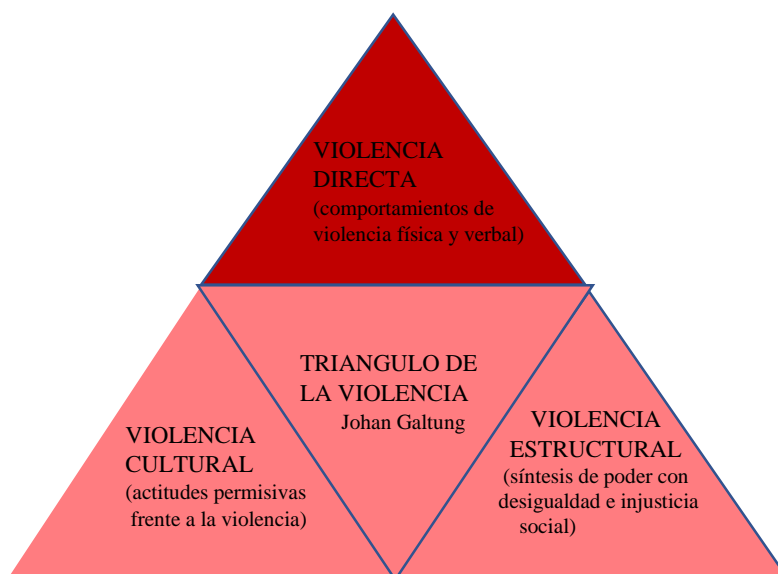 VIOLENCIA
DIRECTA
(comportamientos de
violencia física y verbal)
TRIANGULO DE
LA VIOLENCIA
Johan Galtung
VIOLENCIA
CULTURAL
(actitudes permisivas
frente a la violencia)
VIOLENCIA
ESTRUCTURAL
(síntesis de poder con
desigualdad e injusticia
social)